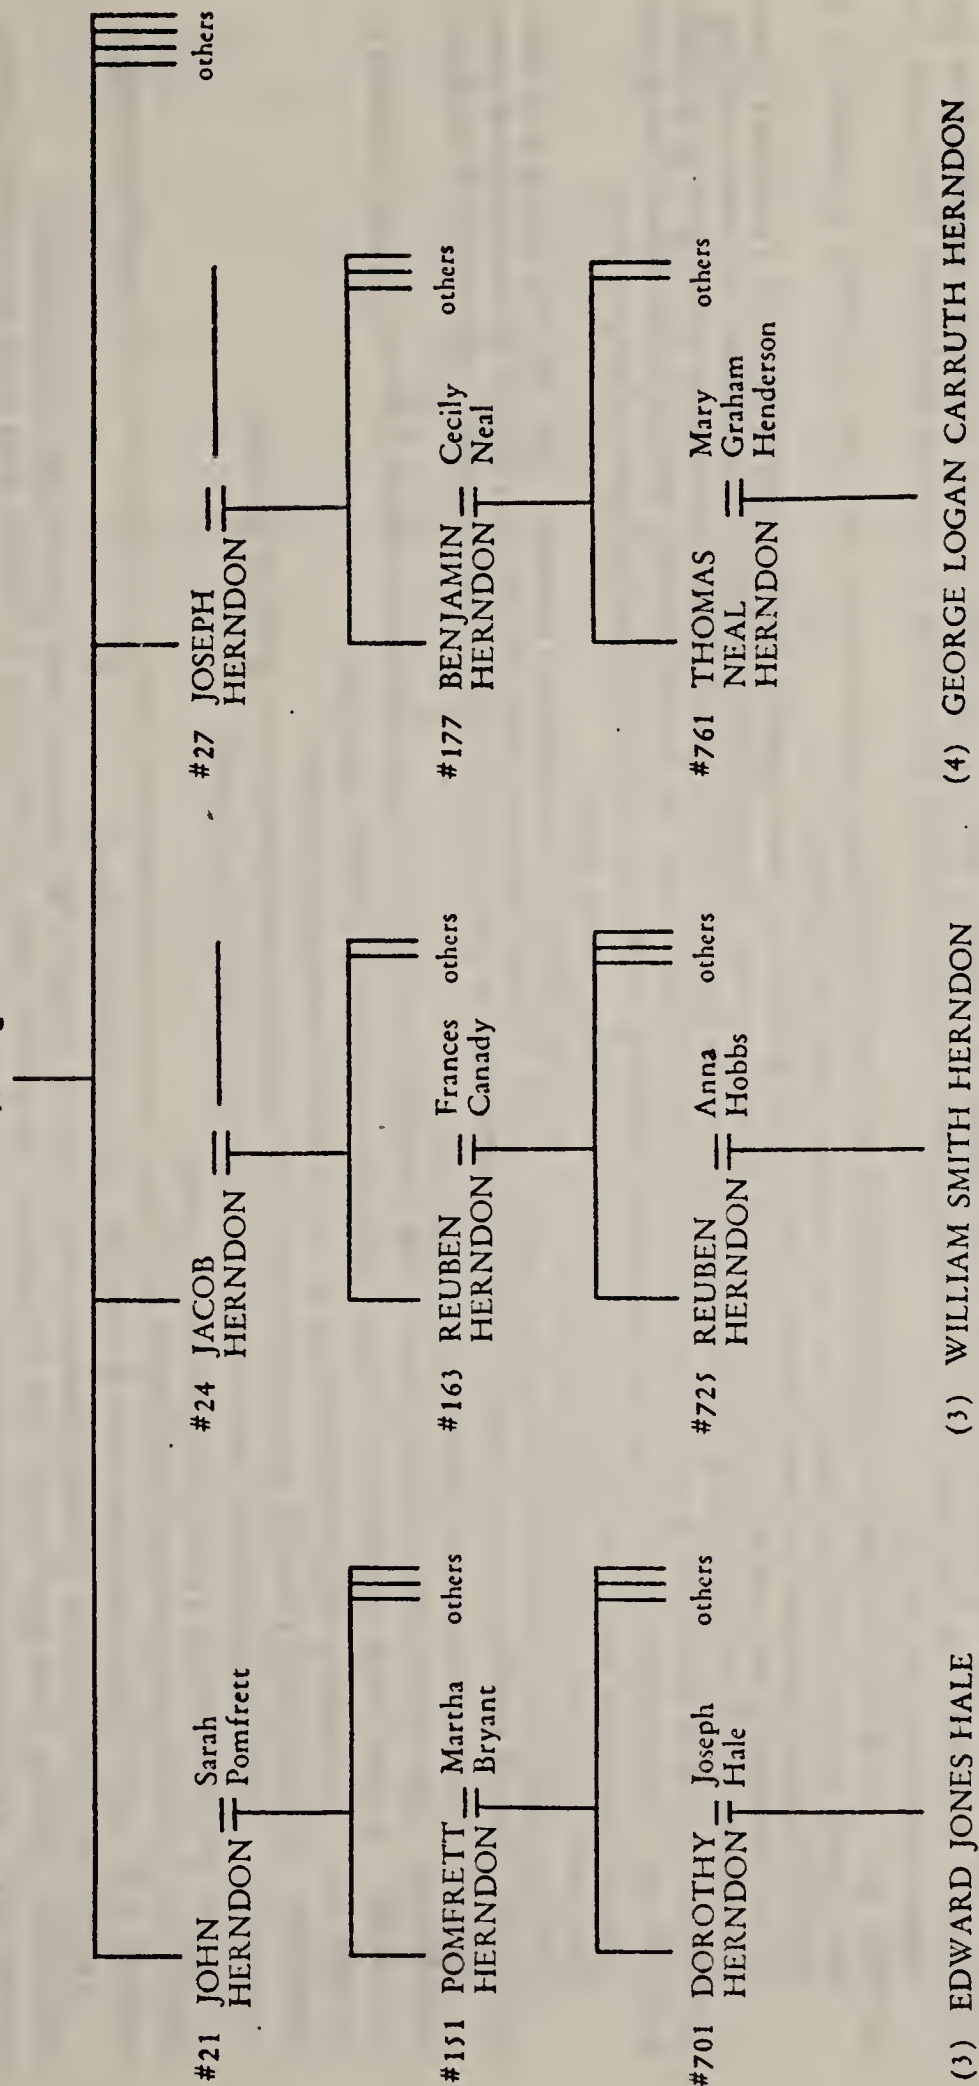 others
#21 JOHN
HERNDON
Sarah
Pomfrett
#24 JACOB
HERNDON
#27 JOSEPH
HERNDON
#151 POMFRETT
HERNDON
Martha
Bryant
others
#163 REUBEN
HERNDON
Frances
Canady
others
#177 BENJAMIN
HERNDON
Cecily
Neal
others
#701 DOROTHY
HERNDON
Joseph
Hale
others
#725 REUBEN
HERNDON
Anna
Hobbs
others
#761 THOMAS
NEAL
HERNDON
Mary
Graham
Henderson
others
(3) EDWARD JONES HALE
(3) WILLIAM SMITH HERNDON
(4) GEORGE LOGAN CARRUTH HERNDON